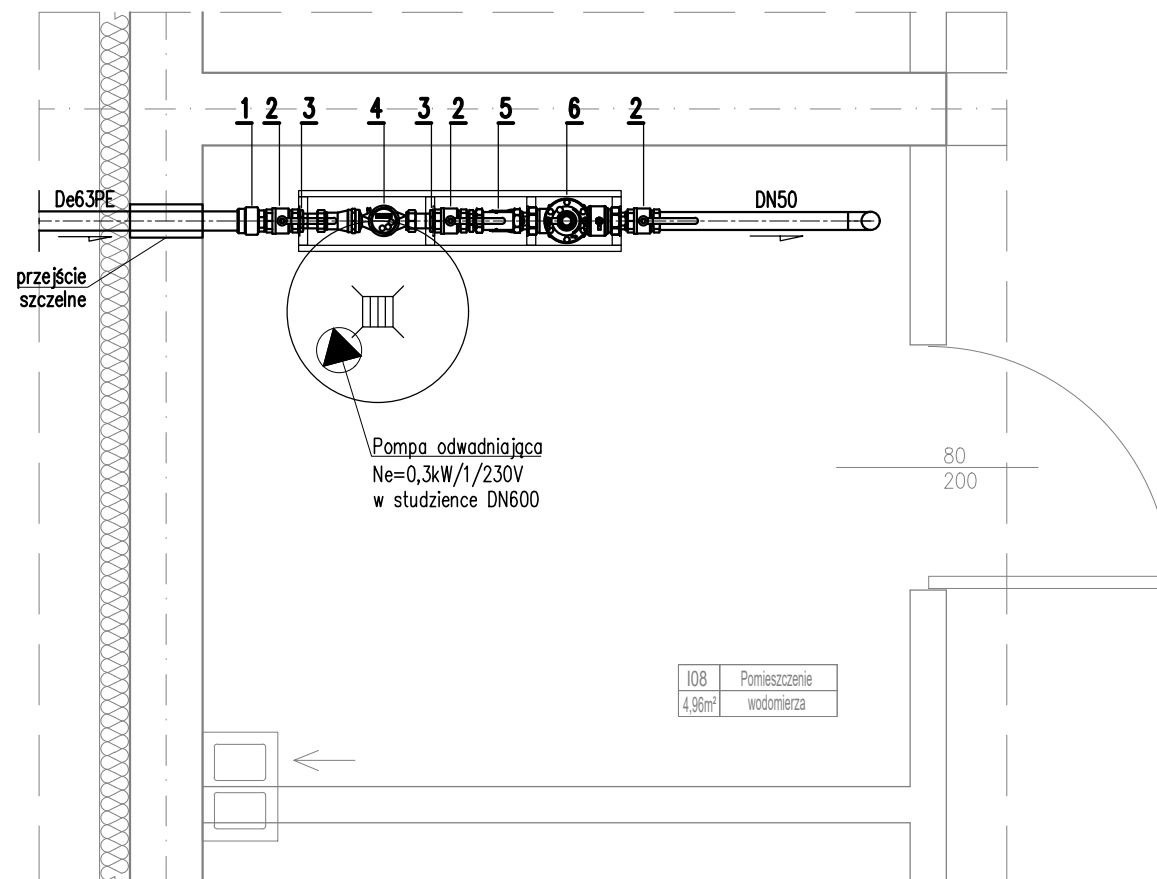 1 2 3 4 3 2 5 6 2
De63PE
DN50
przejście
szczelne
Pompa odwadniająca
Ne=0,3kW/1/230V
w studzience DN600
80
200
I08 Pomieszczenie
4,96m² wodomierza